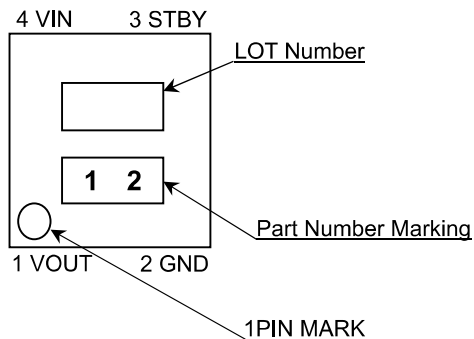 4 VIN 3 STBY
LOT Number
1 2
Part Number Marking
1 VOUT 2 GND
1PIN MARK